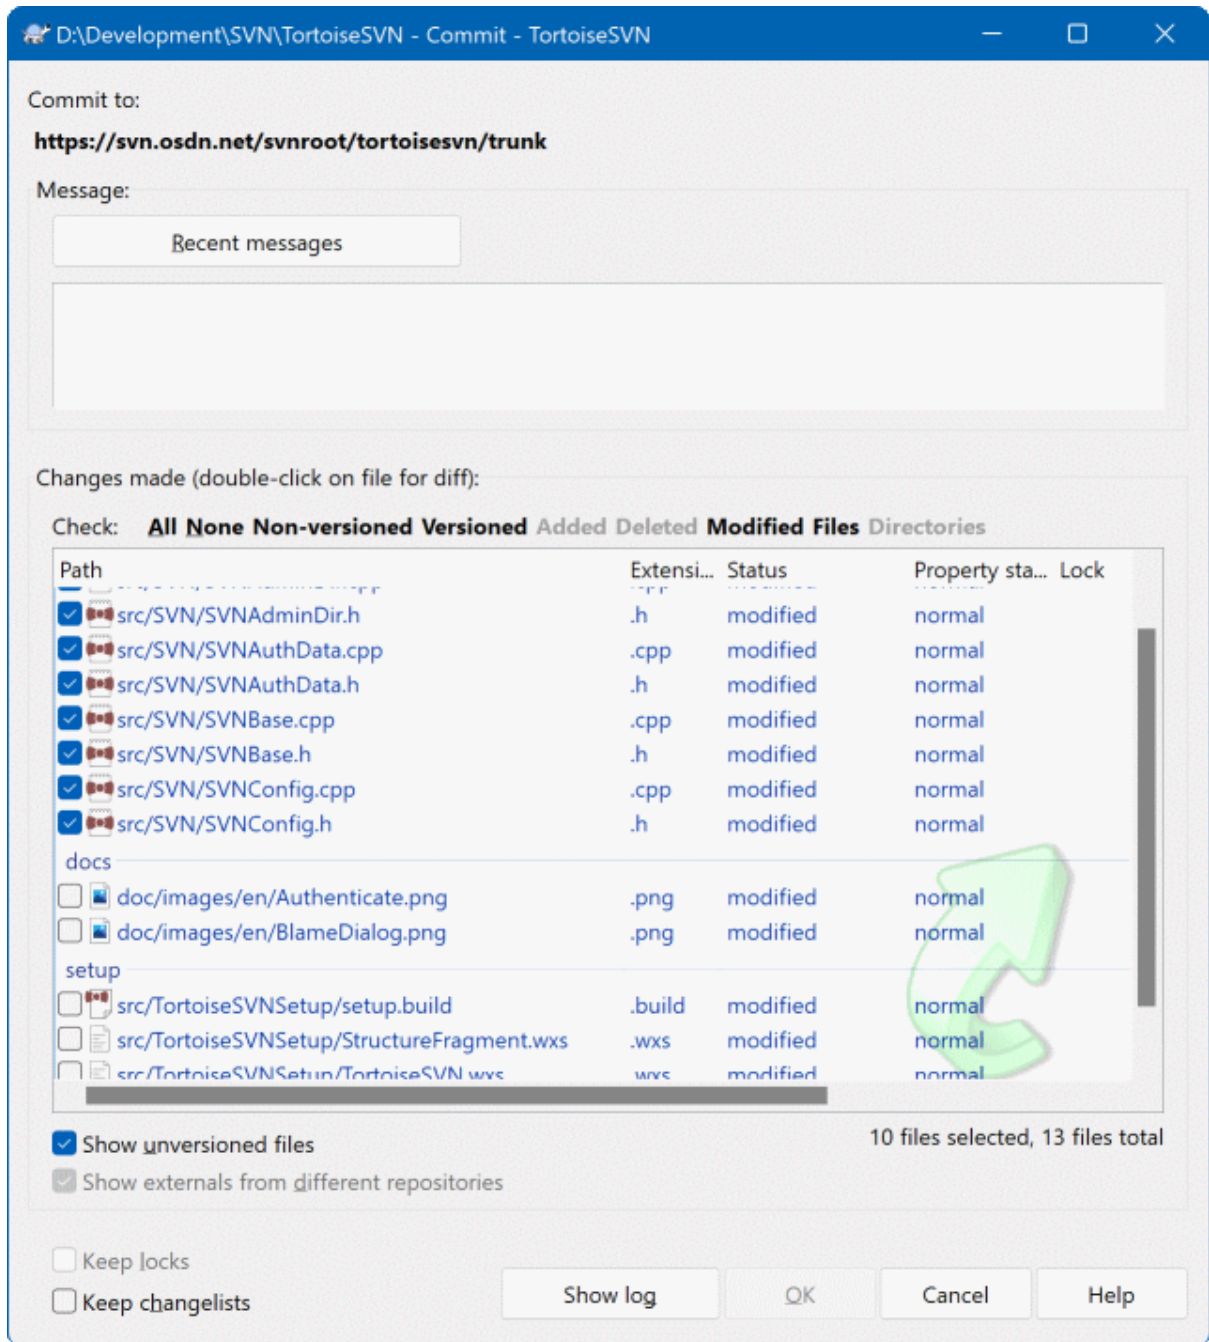 D:\Development\SVN\TortoiseSVN - Commit - TortoiseSVN
Commit to:
https://svn.osdn.net/svnroot/tortoisesvn/trunk
Message:
Recent messages
Changes made (double-click on file for diff):
Check: All None Non-versioned Versioned Added Deleted Modified Files Directories
Path Extensi... Status Property sta... Lock
src/SVN/SVNAdminDir.h .h modified normal
src/SVN/SVNAuthData.cpp .cpp modified normal
src/SVN/SVNAuthData.h .h modified normal
src/SVN/SVNBase.cpp .cpp modified normal
src/SVN/SVNBase.h .h modified normal
src/SVN/SVNConfig.cpp .cpp modified normal
src/SVN/SVNConfig.h .h modified normal
docs
doc/images/en/Authenticate.png .png modified normal
doc/images/en/BlameDialog.png .png modified normal
setup
src/TortoiseSVNSetup/setup.build .build modified normal
src/TortoiseSVNSetup/StructureFragment.wxs .wxs modified normal
src/TortoiseSVNSetup/TortoiseSVN.wxs .wxs modified normal
Show unversioned files 10 files selected, 13 files total
Show externals from different repositories
Keep locks
Keep changelists
Show log OK Cancel Help